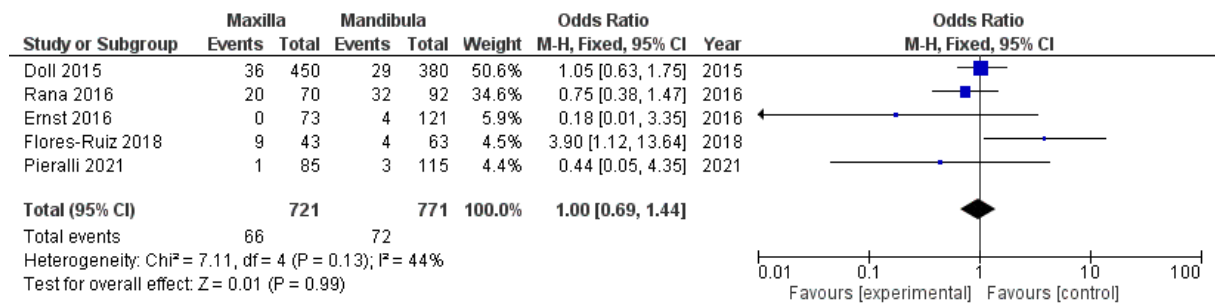 Maxilla Mandibula Odds Ratio Odds Ratio
Study or Subgroup Events Total Events Total Weight M-H, Fixed, 95% CI Year M-H, Fixed, 95% CI
Doll 2015 36 450 29 380 50.6% 1.05 [0.63, 1.75] 2015
Rana 2016 20 70 32 92 34.6% 0.75 [0.38, 1.47] 2016
Ernst 2016 0 73 4 121 5.9% 0.18 [0.01, 3.35] 2016
Flores-Ruiz 2018 9 43 4 63 4.5% 3.90 [1.12, 13.64] 2018
Pieralli 2021 1 85 3 115 4.4% 0.44 [0.05, 4.35] 2021
Total (95% CI) 721 771 100.0% 1.00 [0.69, 1.44]
Total events 66 72
Heterogeneity: Chi² = 7.11, df = 4 (P = 0.13); I² = 44%
Test for overall effect: Z = 0.01 (P = 0.99)
0.01 0.1 1 10 100
Favours [experimental] Favours [control]